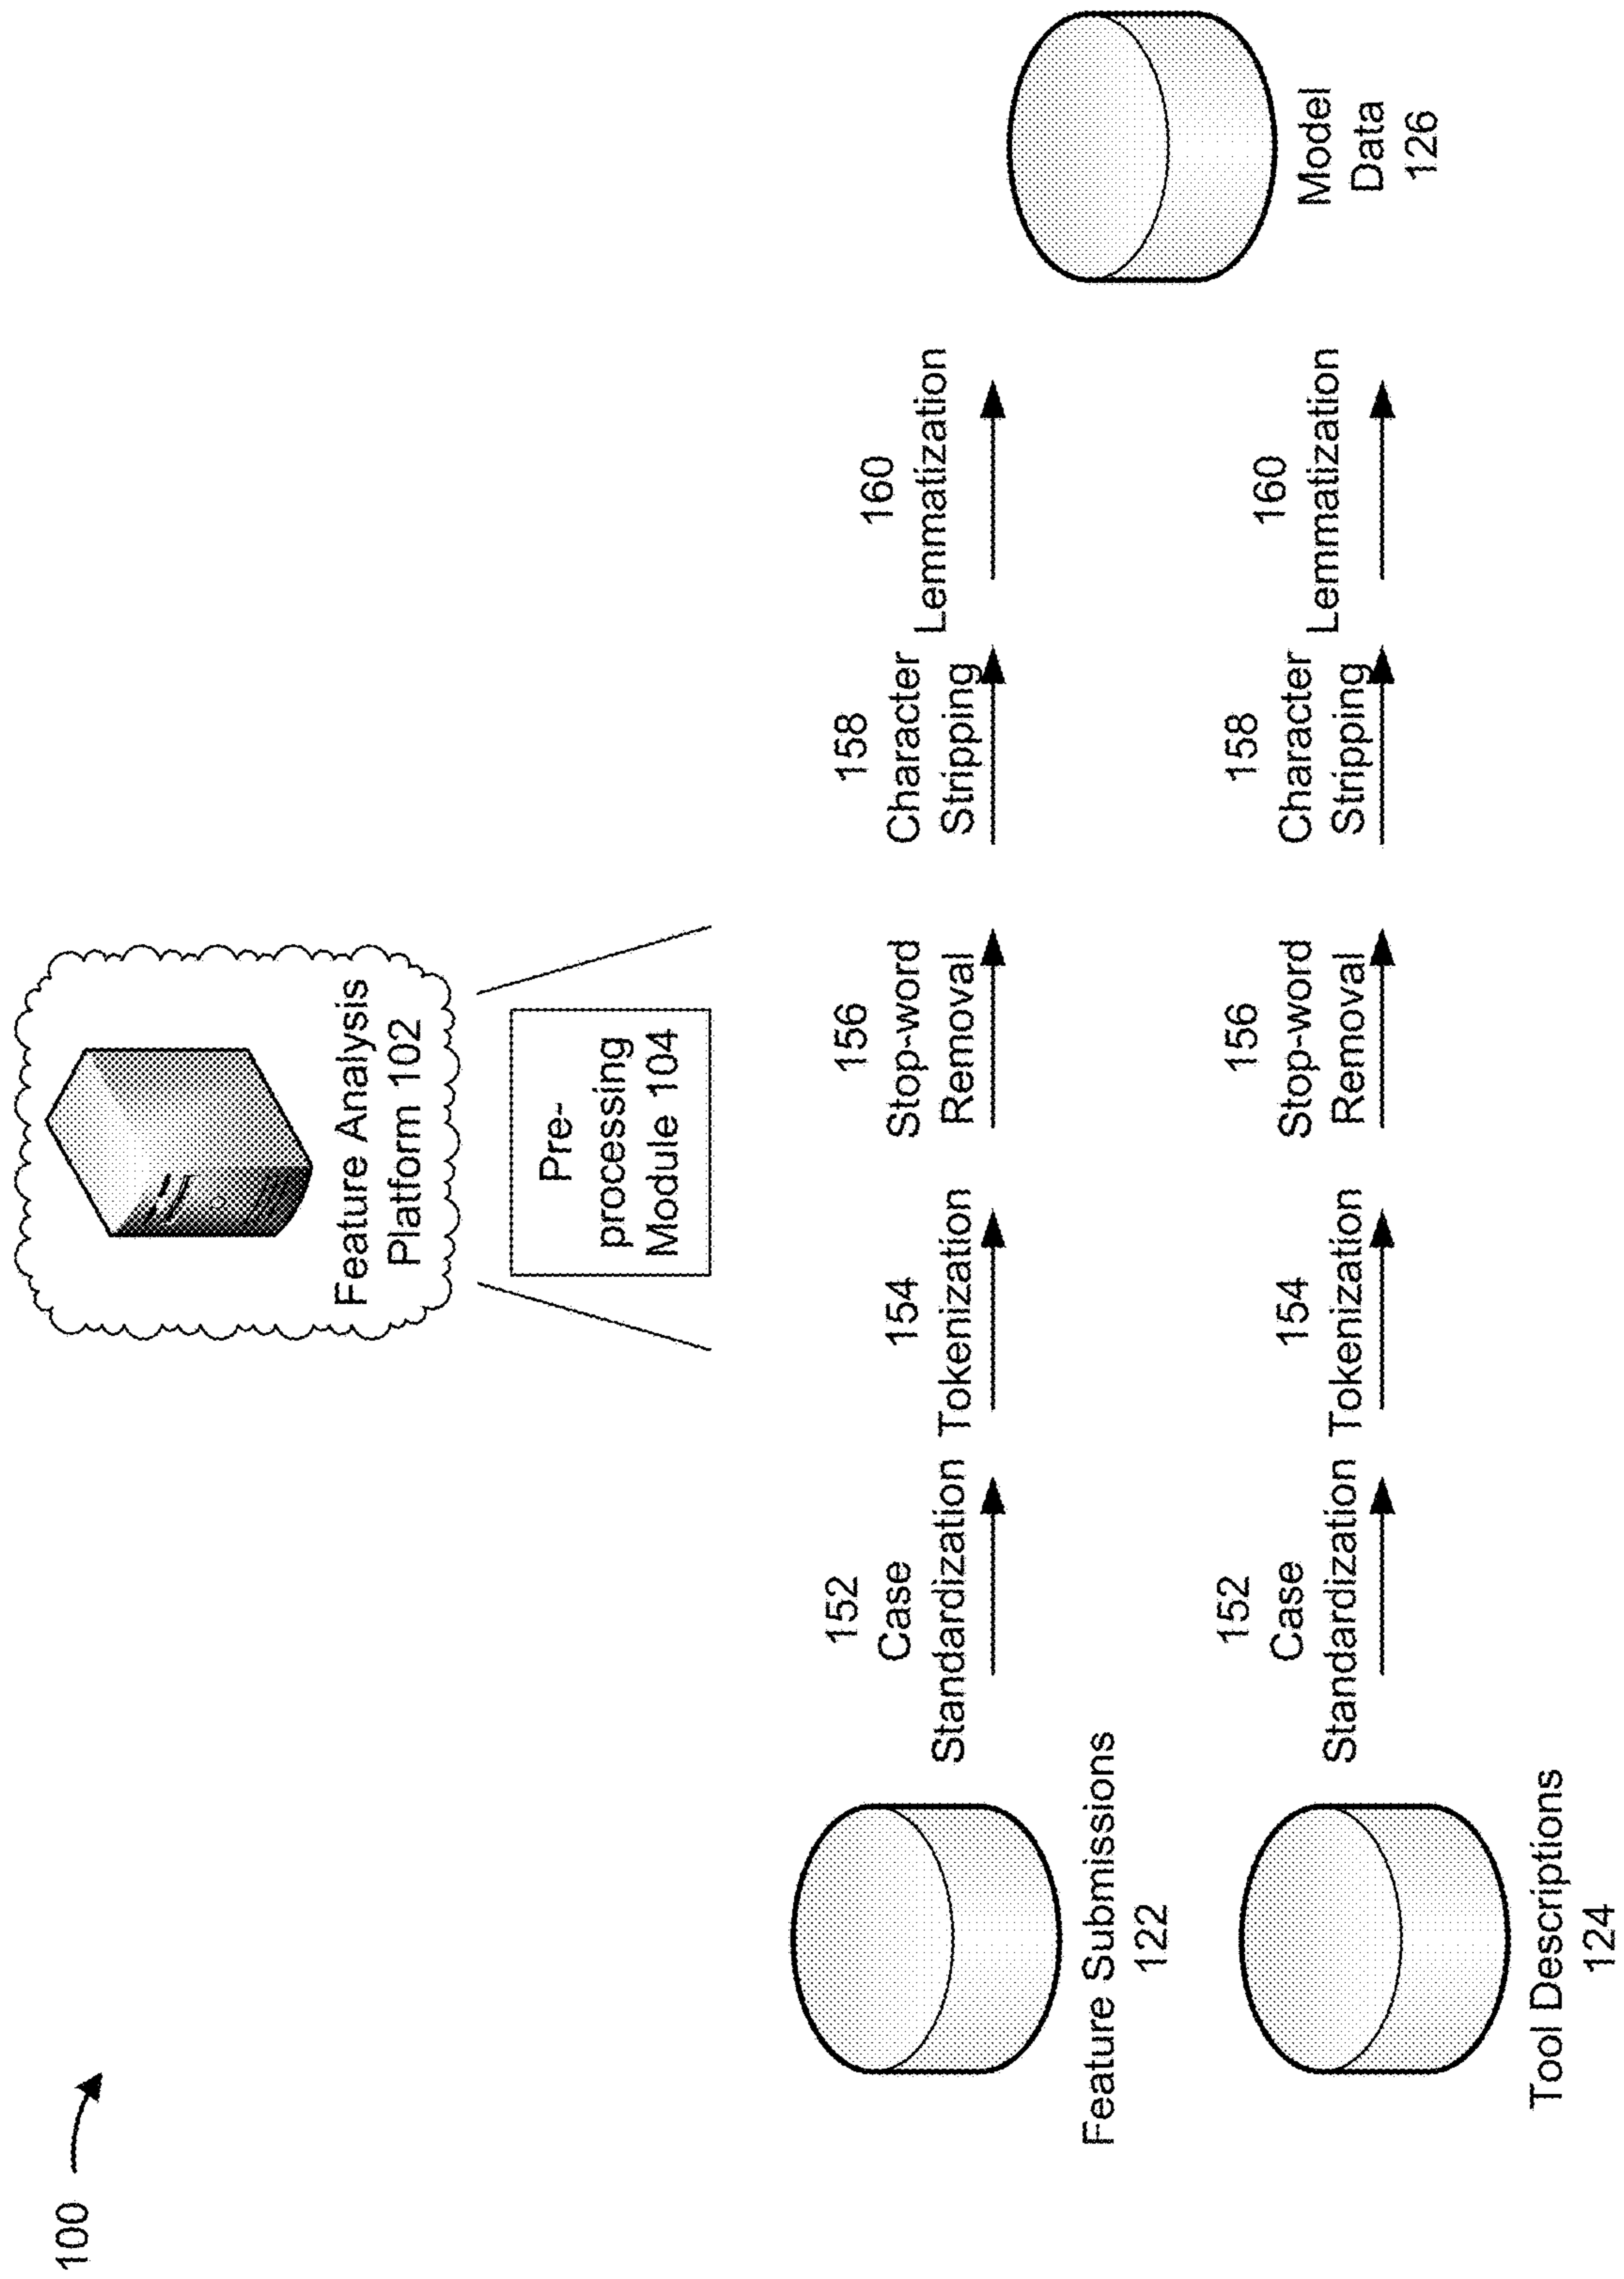 100
Feature Analysis
Platform 102
Pre-
processing
Module 104
152
Case
Standardization
154
Tokenization
156
Stop-word
Removal
158
Character
Stripping
160
Lemmatization
Feature Submissions
122
152
Case
Standardization
154
Tokenization
156
Stop-word
Removal
158
Character
Stripping
160
Lemmatization
Tool Descriptions
124
Model
Data
126